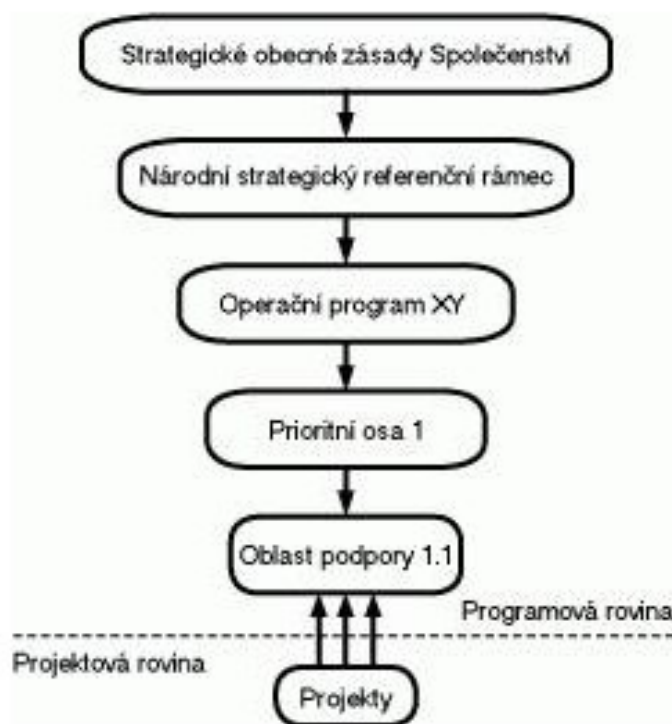 Strategické obecné zásady Společenství
Národní strategický referenční rámec
Operační program XY
Prioritní osa 1
Oblast podpory 1.1
Programová rovina
Projektová rovina
Projekty